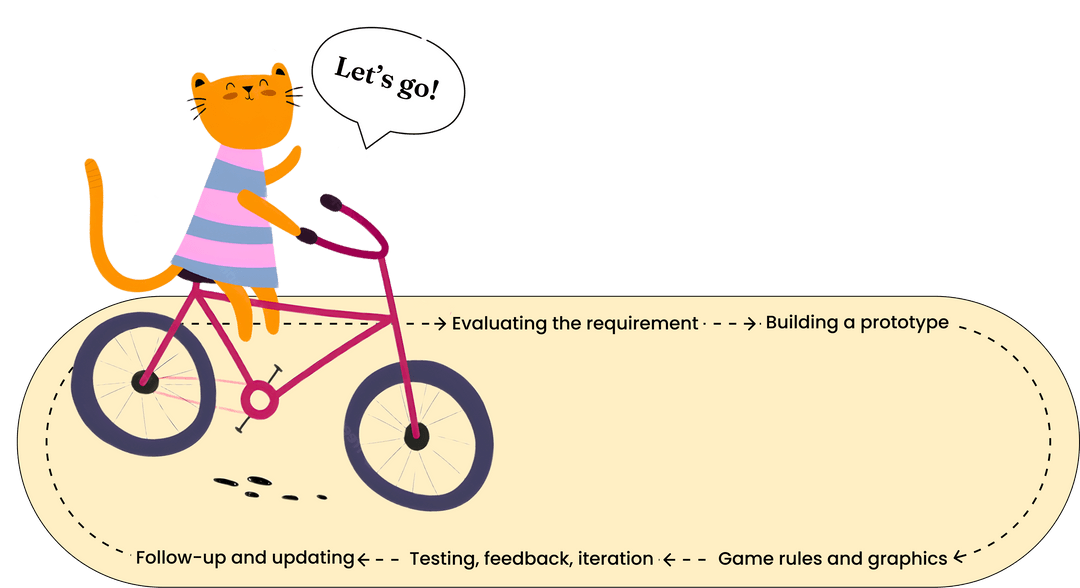 Let's go!
Evaluating the requirement
Building a prototype
Game rules and graphics
Testing, feedback, iteration
Follow-up and updating